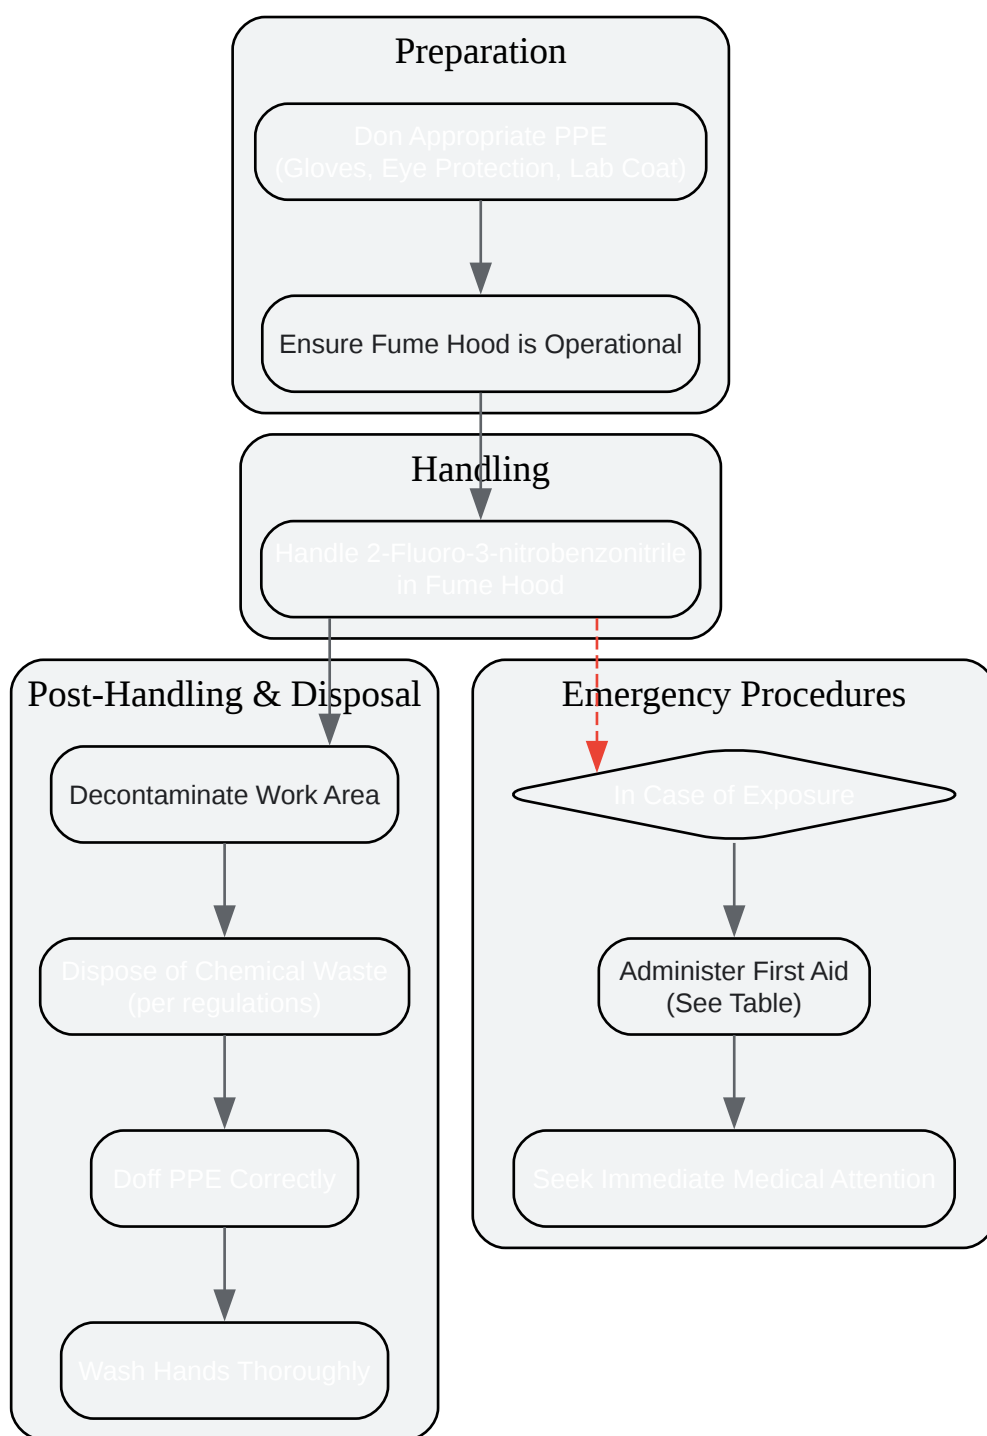 Preparation
Don Appropriate PPE
(Gloves, Eye Protection, Lab Coat)
Ensure Fume Hood is Operational
Handling
Handle 2-Fluoro-3-nitrobenzonitrile
in Fume Hood
Post-Handling & Disposal
Decontaminate Work Area
Dispose of Chemical Waste
(per regulations)
Doff PPE Correctly
Wash Hands Thoroughly
Emergency Procedures
In Case of Exposure
Administer First Aid
(See Table)
Seek Immediate Medical Attention